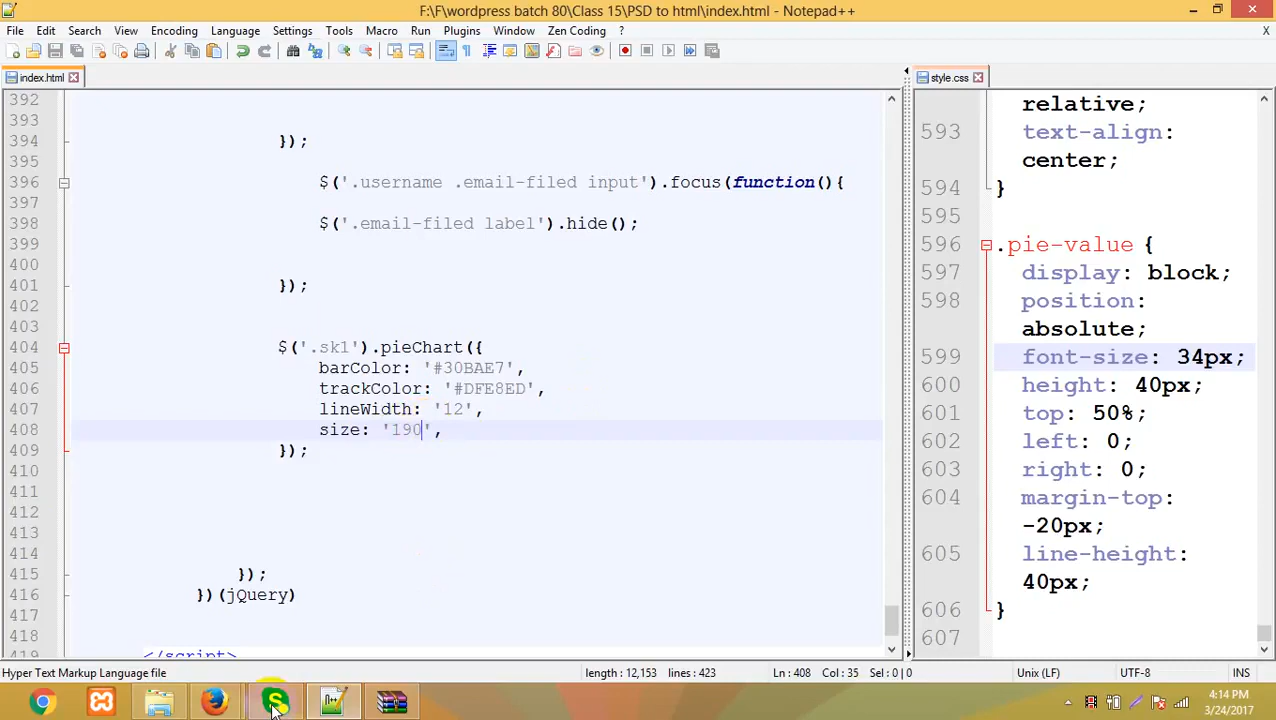 F:\F\wordpress batch 80\Class 15\PSD to html\index.html - Notepad++
File Edit Search View Encoding Language Settings Tools Macro Run Plugins Window Zen Coding ? X
index.html
style.css
392
393
394 });
395
396 $('.username .email-filed input').focus(function(){
397
398 $('.email-filed label').hide();
399
400
401 });
402
403
404 $('.sk1').pieChart({
405 barColor: '#30BAE7',
406 trackColor: '#DFE8ED',
407 lineWidth: '12',
408 size: '190',
409 });
410
411
412
413
414
415 });
416 })(jQuery)
417
418
419 </script>
relative;
593 text-align:
center;
594 }
595
596 .pie-value {
597 display: block;
598 position:
absolute;
599 font-size: 34px;
600 height: 40px;
601 top: 50%;
602 left: 0;
603 right: 0;
604 margin-top:
-20px;
605 line-height:
40px;
606 }
607
Hyper Text Markup Language file length : 12,153 lines : 423 Ln : 408 Col : 35 Sel : 0 | 0 Unix (LF) UTF-8 INS
4:14 PM
3/24/2017